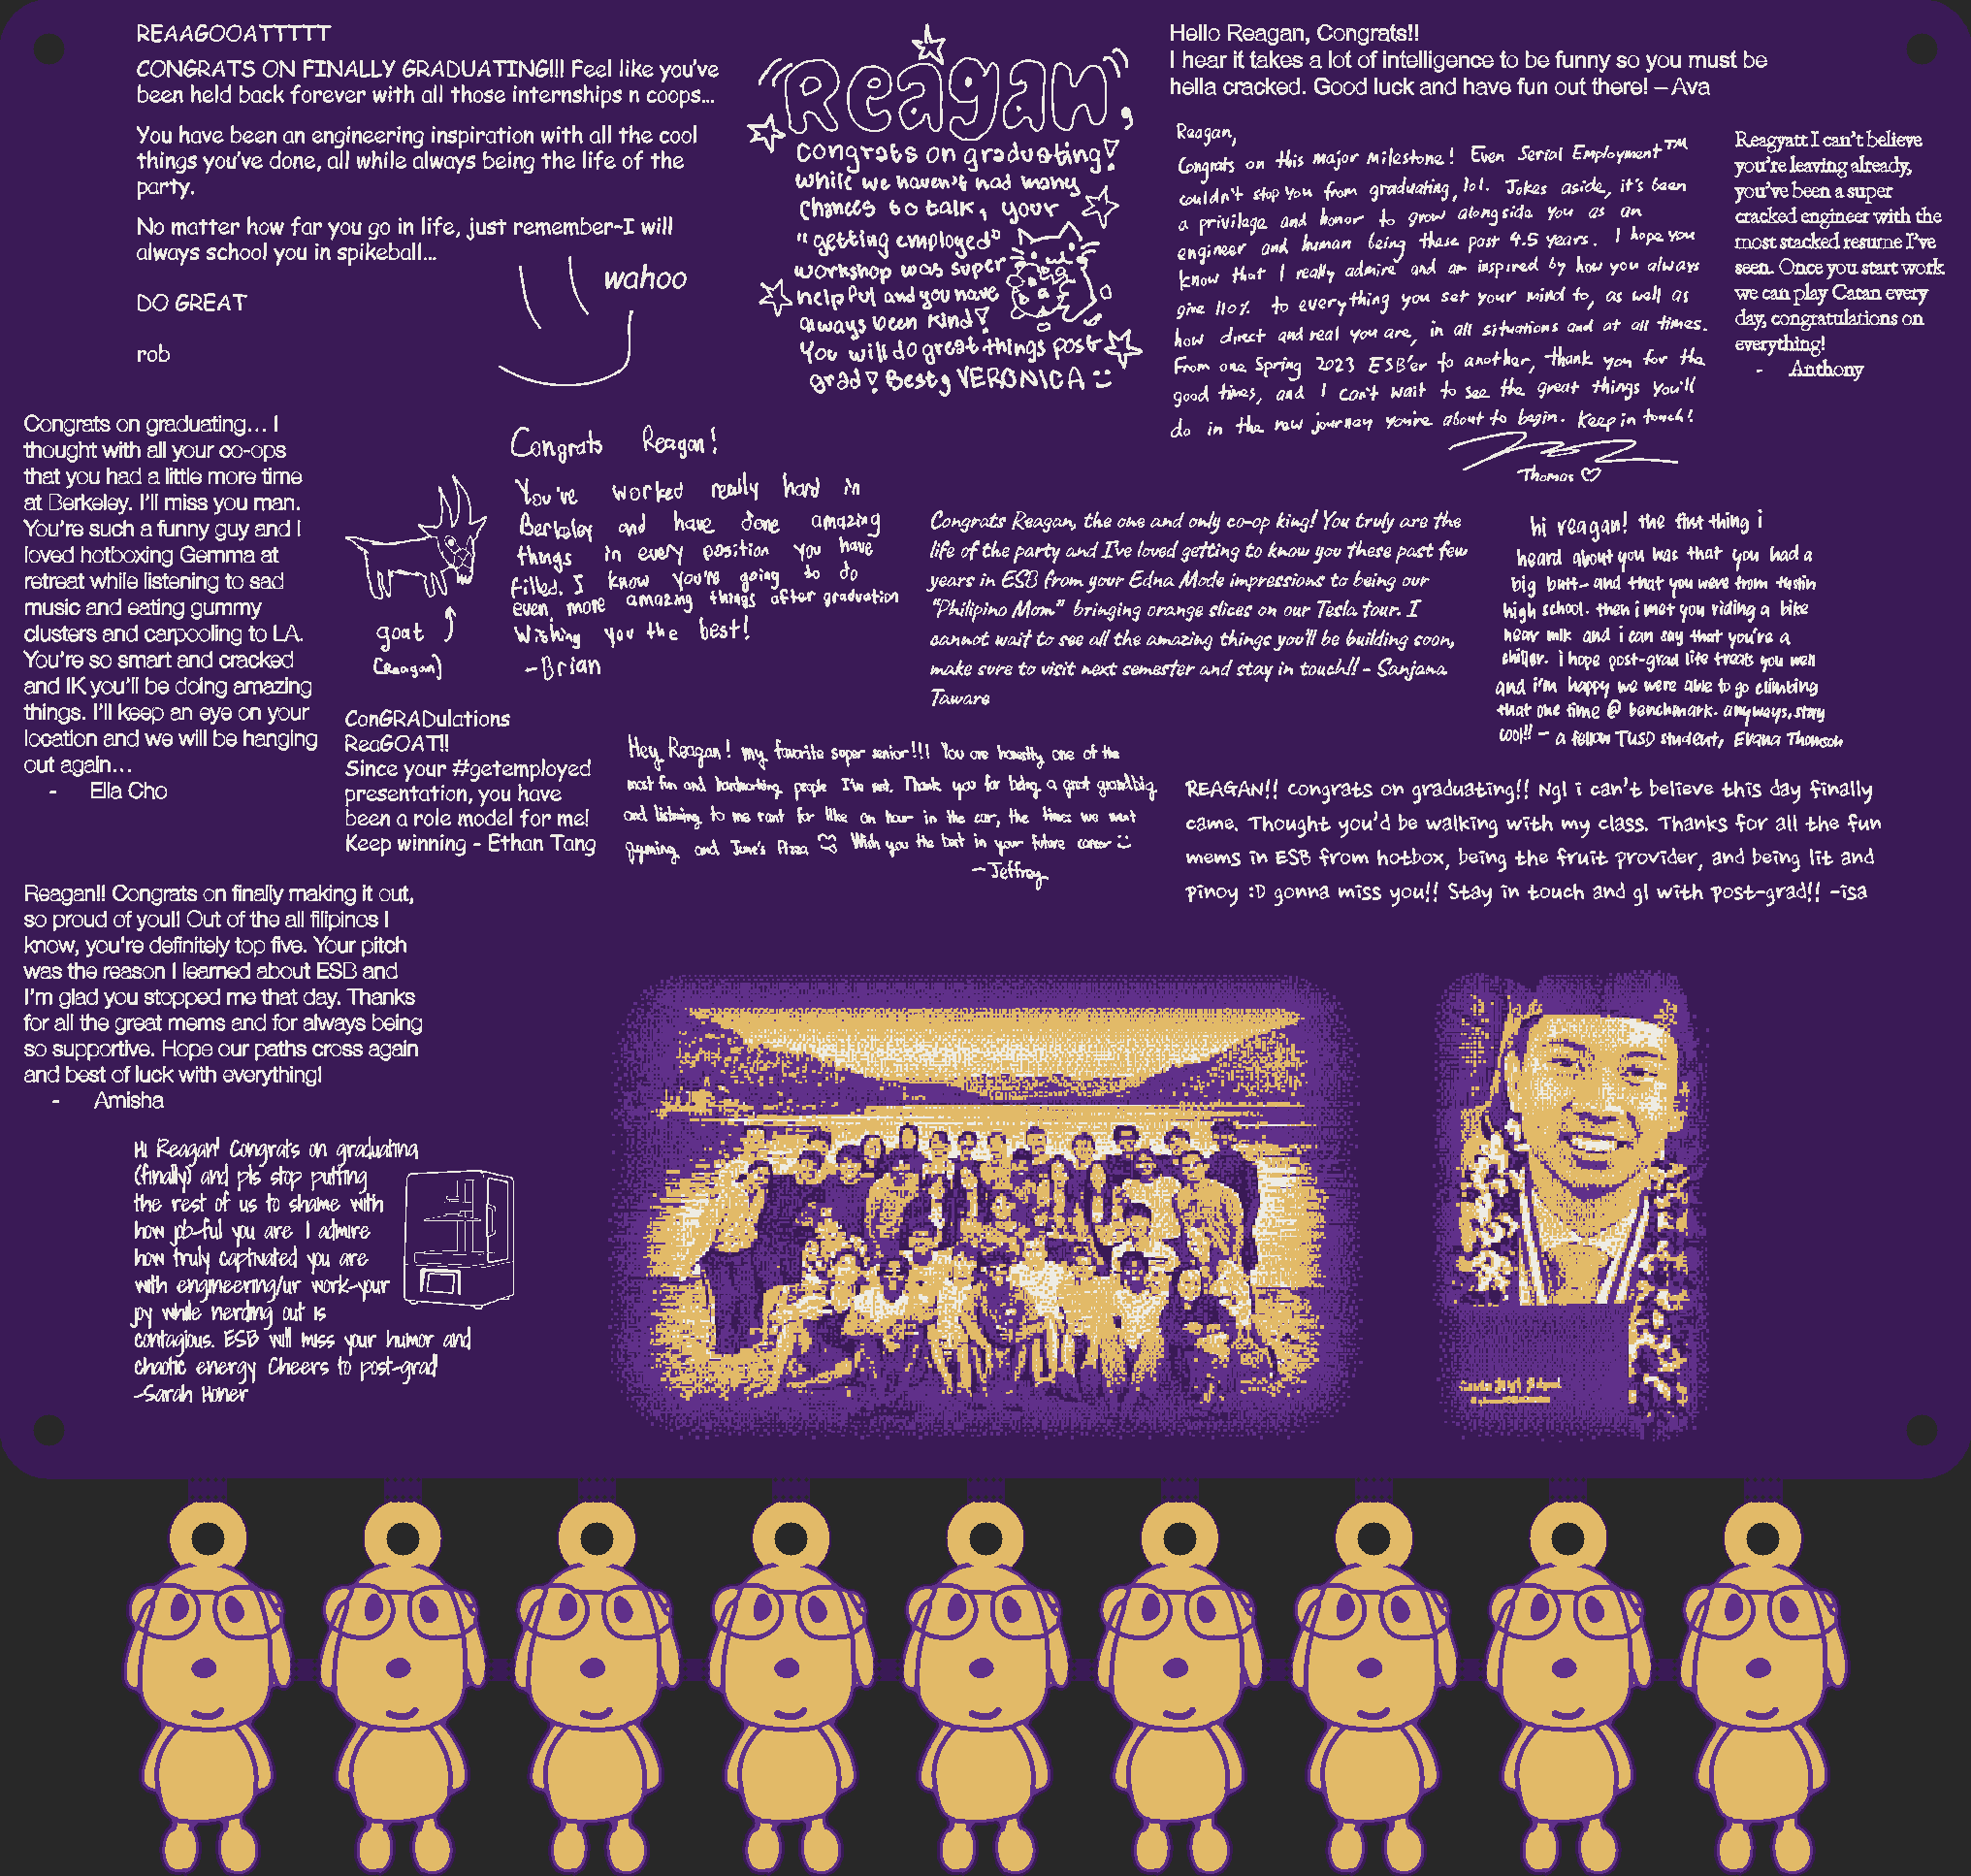 REAAGOOATTTTT
CONGRATS ON FINALLY GRADUATING!!! Feel like you've
been held back forever with all those internships n coops...
You have been an engineering inspiration with all the cool
things you've done, all while always being the life of the
party.
No matter how far you go in life, just remember-I will
always school you in spikeball...
wahoo
DO GREAT
rob
Reagan,
congrats on graduating!
while we haven't had many
chances to talk, your
"getting employed"
workshop was super
helpful and you have
always been kind!
You will do great things post
grad! Best, VERONICA :)
Hello Reagan, Congrats!!
I hear it takes a lot of intelligence to be funny so you must be
hella cracked. Good luck and have fun out there! – Ava
Reagan,
Congrats on this major milestone! Even Serial Employment™
couldn't stop you from graduating, lol. Jokes aside, it's been
a privilage and honor to grow alongside you as an
engineer and human being these past 4.5 years. I hope you
know that I really admire and am inspired by how you always
give 110% to everything you set your mind to, as well as
how direct and real you are, in all situations and at all times.
From one Spring 2023 ESB'er to another, thank you for the
good times, and I can't wait to see the great things you'll
do in the new journey you're about to begin. Keep in touch!
Thomas ♡
Reagyatt I can't believe
you're leaving already,
you've been a super
cracked engineer with the
most stacked resume I've
seen. Once you start work
we can play Catan every
day, congratulations on
everything!
- Anthony
Congrats on graduating... I
thought with all your co-ops
that you had a little more time
at Berkeley. I'll miss you man.
You're such a funny guy and I
loved hotboxing Gemma at
retreat while listening to sad
music and eating gummy
clusters and carpooling to LA.
You're so smart and cracked
and IK you'll be doing amazing
things. I'll keep an eye on your
location and we will be hanging
out again...
- Ella Cho
goat
(Reagan)
Congrats Reagan!
You've worked really hard in
Berkeley and have done amazing
things in every position you have
filled. I know you're going to do
even more amazing things after graduation
Wishing you the best!
-Brian
Congrats Reagan, the one and only co-op king! You truly are the
life of the party and I've loved getting to know you these past few
years in ESB from your Edna Mode impressions to being our
"Philipino Mom" bringing orange slices on our Tesla tour. I
cannot wait to see all the amazing things you'll be building soon,
make sure to visit next semester and stay in touch!! - Sanjana
Taware
hi reagan! the first thing i
heard about you was that you had a
big butt- and that you were from tustin
high school. then i met you riding a bike
near mlk and i can say that you're a
chiller. i hope post-grad life treats you well
and i'm happy we were able to go climbing
that one time @ benchmark. anyways, stay
cool!! - a fellow TUSD student, Evana Thomson
ConGRADulations
ReaGOAT!!
Since your #getemployed
presentation, you have
been a role model for me!
Keep winning - Ethan Tang
Hey Reagan! my favorite super senior!!! You are honestly one of the
most fun and hardworking people I've met. Thank you for being a great grandbig
and listening to me rant for like an hour in the car, the times we went
gyming and June's Pizza ♡ Wish you the best in your future career :)
-Jeffrey
REAGAN!! congrats on graduating!! Ngl i can't believe this day finally
came. Thought you'd be walking with my class. Thanks for all the fun
mems in ESB from hotbox, being the fruit provider, and being lit and
pinoy :D gonna miss you!! Stay in touch and gl with post-grad!! -isa
Reagan!! Congrats on finally making it out,
so proud of you!! Out of the all filipinos I
know, you're definitely top five. Your pitch
was the reason I learned about ESB and
I'm glad you stopped me that day. Thanks
for all the great mems and for always being
so supportive. Hope our paths cross again
and best of luck with everything!
- Amisha
Hi Reagan! Congrats on graduating
(finally) and pls stop putting
the rest of us to shame with
how job-ful you are I admire
how truly captivated you are
with engineering/ur work-your
joy while nerding out is
contagious. ESB will miss your humor and
chaotic energy Cheers to post-grad
-Sarah Honer